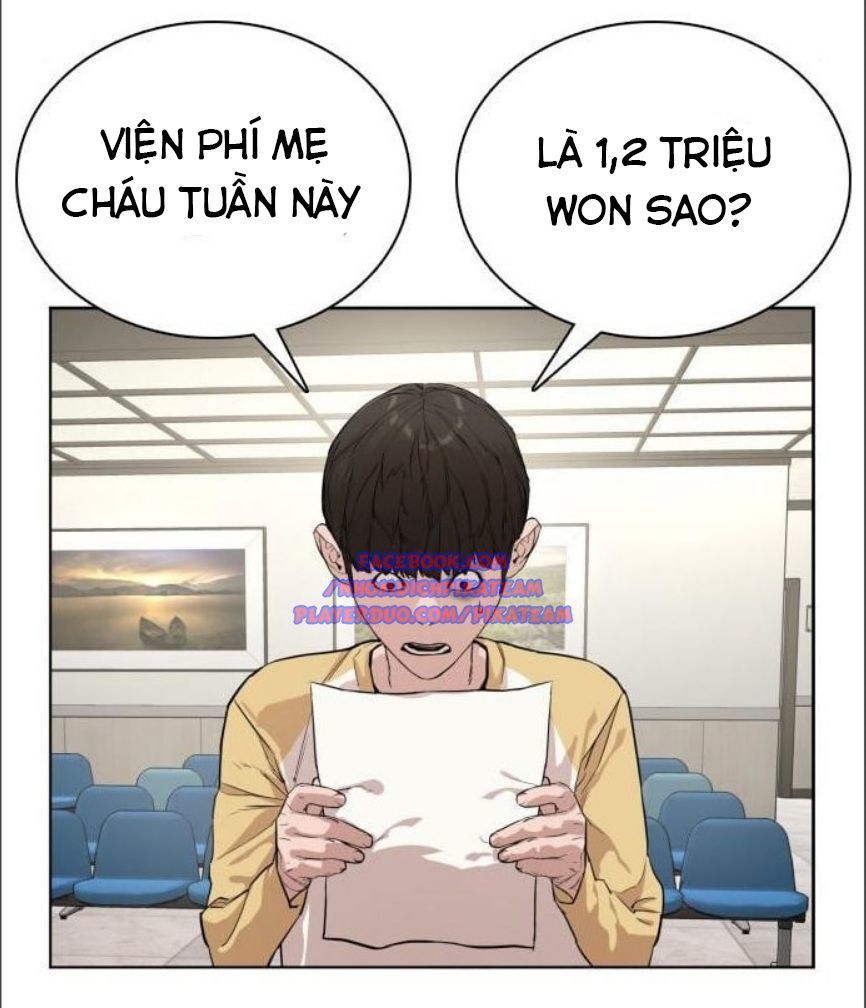 VIỆN PHÍ MẸ
CHÁU TUẦN NÀY
LÀ 1,2 TRIỆU
WON SAO?
FACEBOOK.COM
/NHOMDICHPIKATEAM
PLAYERDUO.COM/PIKATEAM